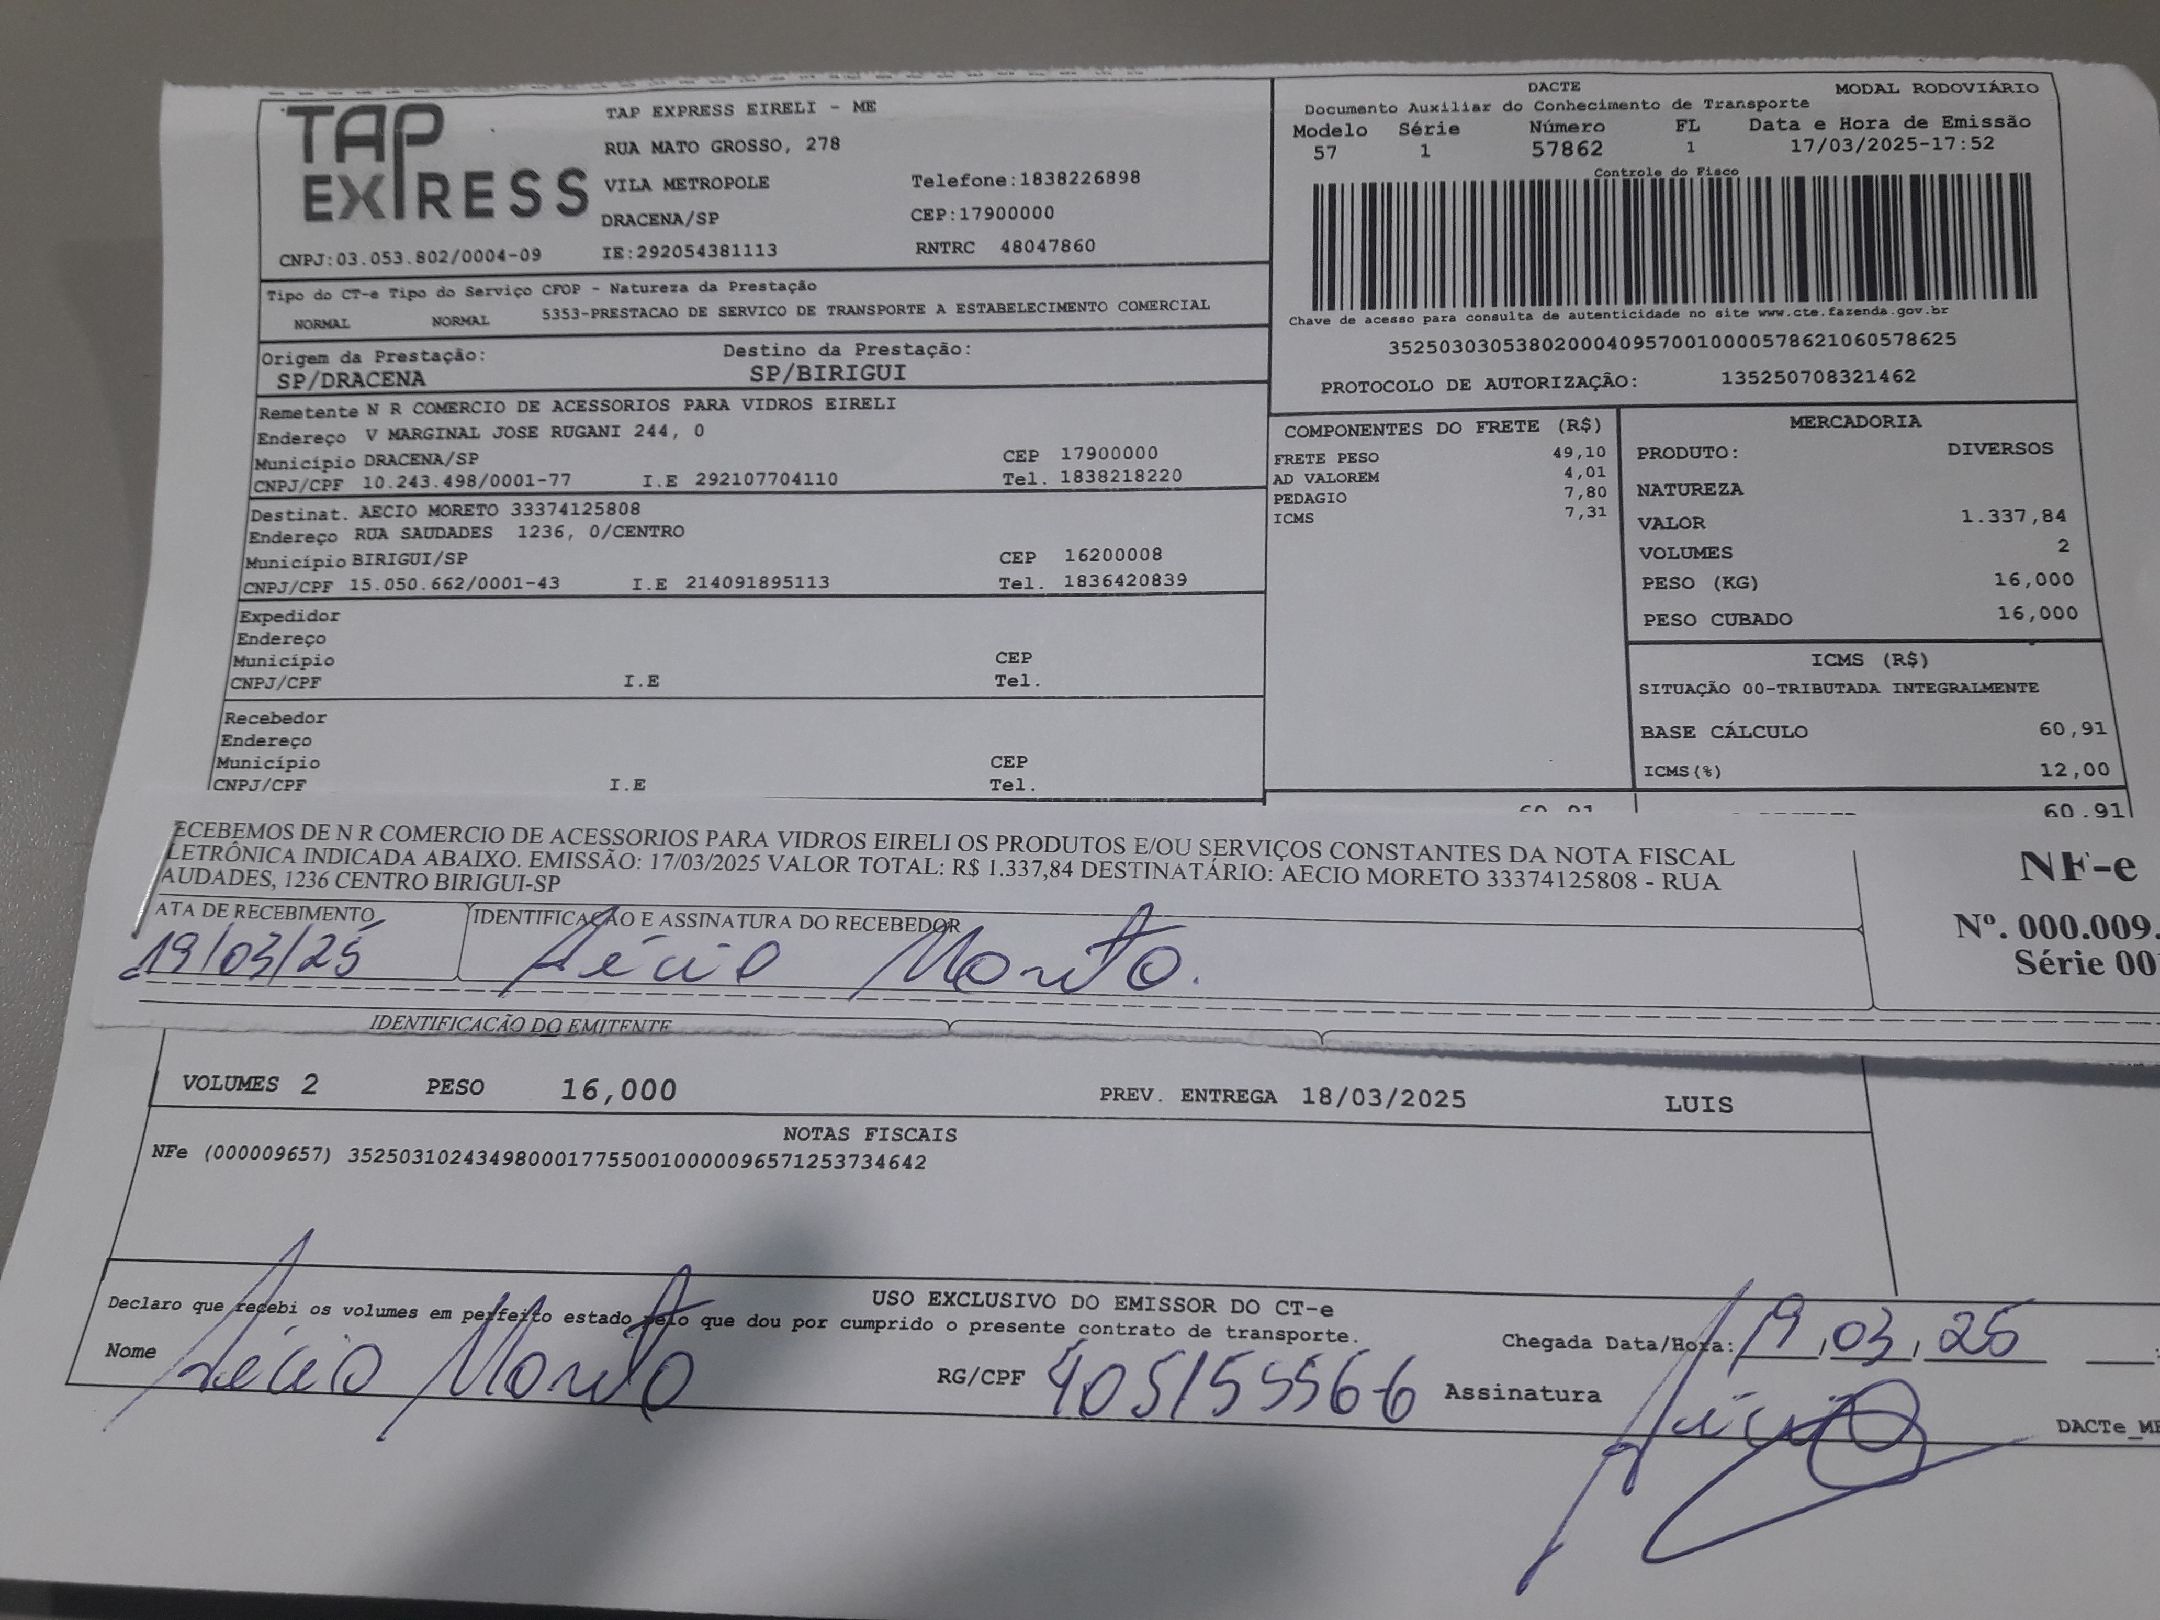 TAP EXPRESS
TAP EXPRESS EIRELI - ME
RUA MATO GROSSO, 278
VILA METROPOLE Telefone:1838226898
DRACENA/SP CEP:17900000
CNPJ:03.053.802/0004-09 IE:292054381113 RNTRC 48047860
DACTE MODAL RODOVIÁRIO
Documento Auxiliar do Conhecimento de Transporte
Modelo Série Número FL Data e Hora de Emissão
57 1 57862 1 17/03/2025-17:52
Controle do Fisco
Chave de acesso para consulta de autenticidade no site www.cte.fazenda.gov.br
35250303053802000409570010000578621060578625
PROTOCOLO DE AUTORIZAÇÃO: 135250708321462
Tipo do CT-e Tipo do Serviço CFOP - Natureza da Prestação
NORMAL NORMAL 5353-PRESTACAO DE SERVICO DE TRANSPORTE A ESTABELECIMENTO COMERCIAL
Origem da Prestação: Destino da Prestação:
SP/DRACENA SP/BIRIGUI
Remetente N R COMERCIO DE ACESSORIOS PARA VIDROS EIRELI
Endereço V MARGINAL JOSE RUGANI 244, 0
Município DRACENA/SP CEP 17900000
CNPJ/CPF 10.243.498/0001-77 I.E 292107704110 Tel. 1838218220
Destinat. AECIO MORETO 33374125808
Endereço RUA SAUDADES 1236, 0/CENTRO
Município BIRIGUI/SP CEP 16200008
CNPJ/CPF 15.050.662/0001-43 I.E 214091895113 Tel. 1836420839
Expedidor
Endereço
Município CEP
CNPJ/CPF I.E Tel.
Recebedor
Endereço
Município CEP
CNPJ/CPF I.E Tel.
COMPONENTES DO FRETE (R$)
FRETE PESO 49,10
AD VALOREM 4,01
PEDAGIO 7,80
ICMS 7,31
MERCADORIA
PRODUTO: DIVERSOS
NATUREZA
VALOR 1.337,84
VOLUMES 2
PESO (KG) 16,000
PESO CUBADO 16,000
ICMS (R$)
SITUAÇÃO 00-TRIBUTADA INTEGRALMENTE
BASE CÁLCULO 60,91
ICMS(%) 12,00
60,91 60,91
ECEBEMOS DE N R COMERCIO DE ACESSORIOS PARA VIDROS EIRELI OS PRODUTOS E/OU SERVIÇOS CONSTANTES DA NOTA FISCAL
LETRÔNICA INDICADA ABAIXO. EMISSÃO: 17/03/2025 VALOR TOTAL: R$ 1.337,84 DESTINATÁRIO: AECIO MORETO 33374125808 - RUA
AUDADES, 1236 CENTRO BIRIGUI-SP
NF-e
Nº. 000.009.
Série 00
ATA DE RECEBIMENTO IDENTIFICAÇÃO E ASSINATURA DO RECEBEDOR
19/03/25 Aécio Moreto.
IDENTIFICAÇÃO DO EMITENTE
VOLUMES 2 PESO 16,000 PREV. ENTREGA 18/03/2025 LUIS
NOTAS FISCAIS
NFe (000009657) 35250310243498000177550010000096571253734642
USO EXCLUSIVO DO EMISSOR DO CT-e
Declaro que recebi os volumes em perfeito estado pelo que dou por cumprido o presente contrato de transporte.
Chegada Data/Hora: 19,03,25
Nome Aécio Moreto RG/CPF 405155566 Assinatura Aécio
DACTe_